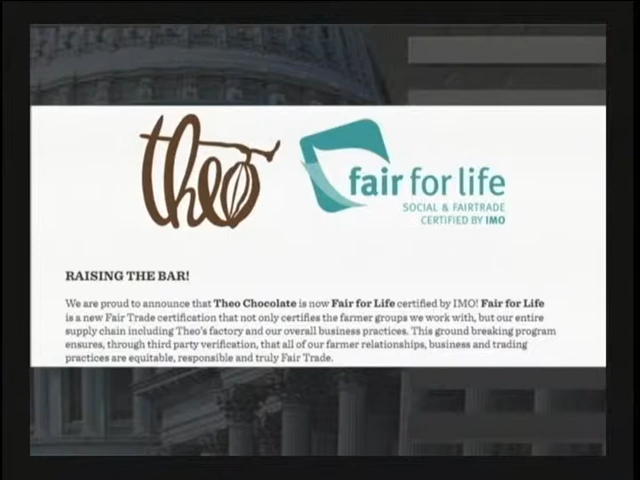 theo
fair for life
SOCIAL & FAIRTRADE
CERTIFIED BY IMO
RAISING THE BAR!
We are proud to announce that Theo Chocolate is now Fair for Life certified by IMO! Fair for Life
is a new Fair Trade certification that not only certifies the farmer groups we work with, but our entire
supply chain including Theo's factory and our overall business practices. This ground breaking program
ensures, through third party verification, that all of our farmer relationships, business and trading
practices are equitable, responsible and truly Fair Trade.